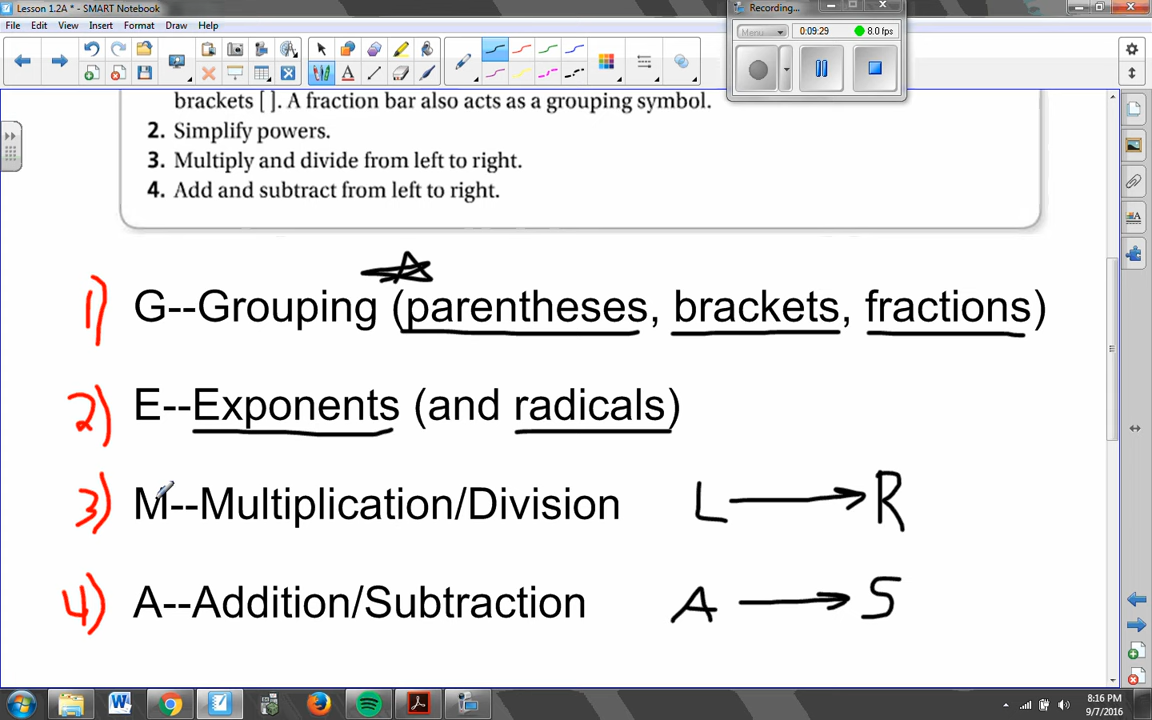 Lesson 1.2A * - SMART Notebook
Recording...
File Edit View Insert Format Draw Help
Menu 00:09:29 8.0 fps
brackets [ ]. A fraction bar also acts as a grouping symbol.
2. Simplify powers.
3. Multiply and divide from left to right.
4. Add and subtract from left to right.
1) G--Grouping (parentheses, brackets, fractions)
2) E--Exponents (and radicals)
3) M--Multiplication/Division L → R
4) A--Addition/Subtraction A → S
8:16 PM
9/7/2016